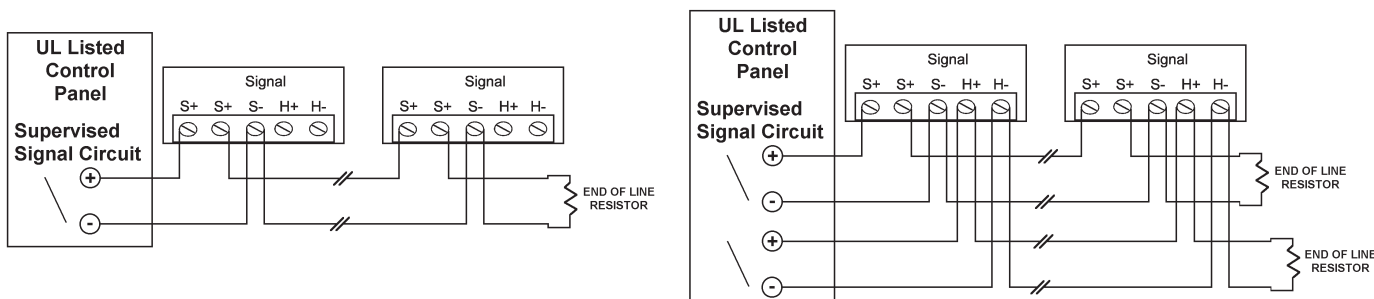 UL Listed
Control
Panel
Supervised
Signal Circuit
+
-
Signal
S+ S+ S- H+ H-
Signal
S+ S+ S- H+ H-
END OF LINE
RESISTOR
UL Listed
Control
Panel
Supervised
Signal Circuit
+
-
+
-
Signal
S+ S+ S- H+ H-
Signal
S+ S+ S- H+ H-
END OF LINE
RESISTOR
END OF LINE
RESISTOR